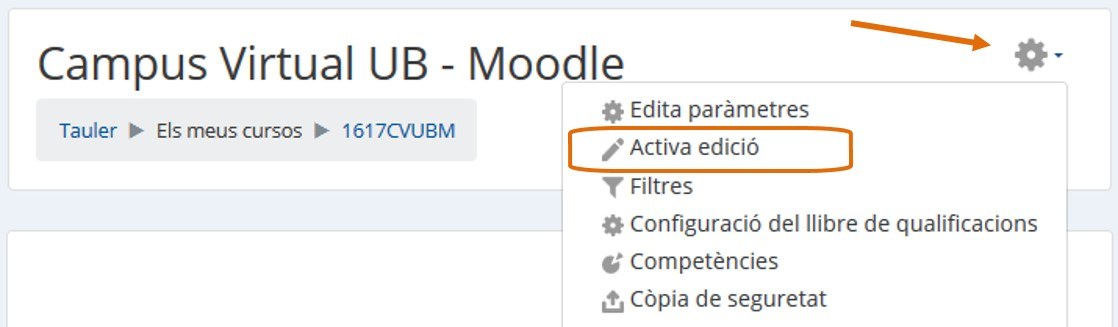 Campus Virtual UB - Moodle
Tauler ▶ Els meus cursos ▶ 1617CVUBM
Edita paràmetres
Activa edició
Filtres
Configuració del llibre de qualificacions
Competències
Còpia de seguretat